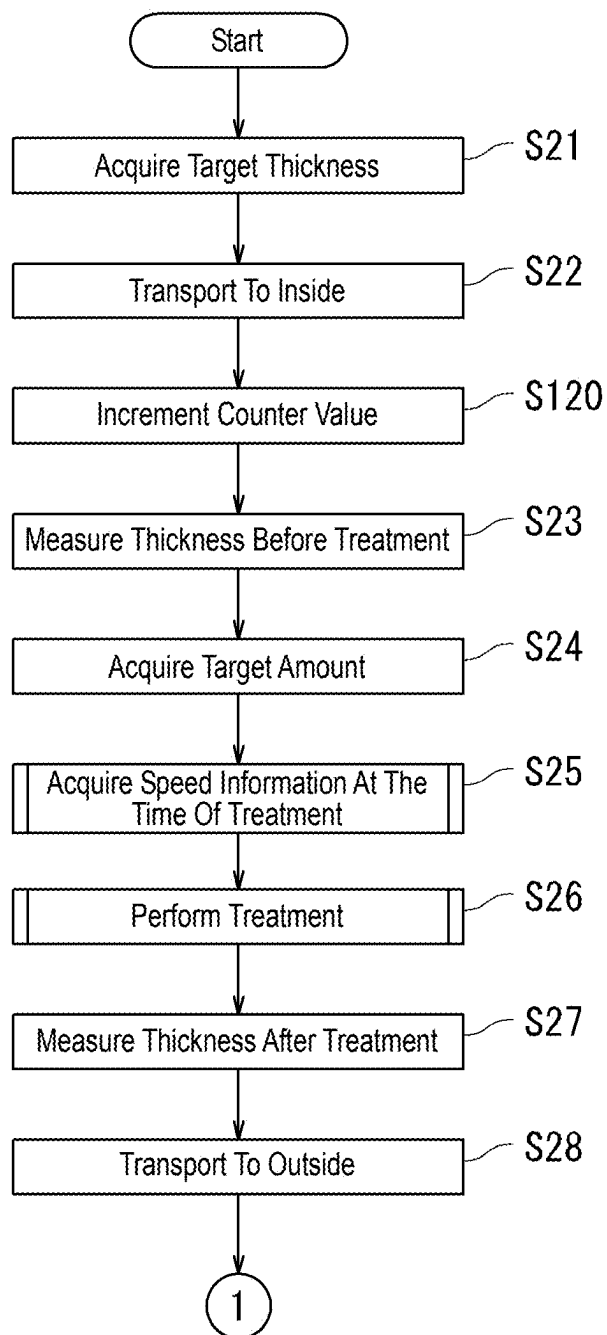 Start
Acquire Target Thickness
S21
Transport To Inside
S22
Increment Counter Value
S120
Measure Thickness Before Treatment
S23
Acquire Target Amount
S24
Acquire Speed Information At The
Time Of Treatment
S25
Perform Treatment
S26
Measure Thickness After Treatment
S27
Transport To Outside
S28
1